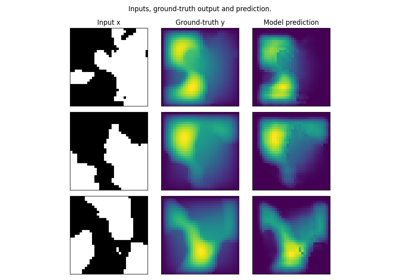 Inputs, ground-truth output and prediction.
Input x
Ground-truth y
Model prediction